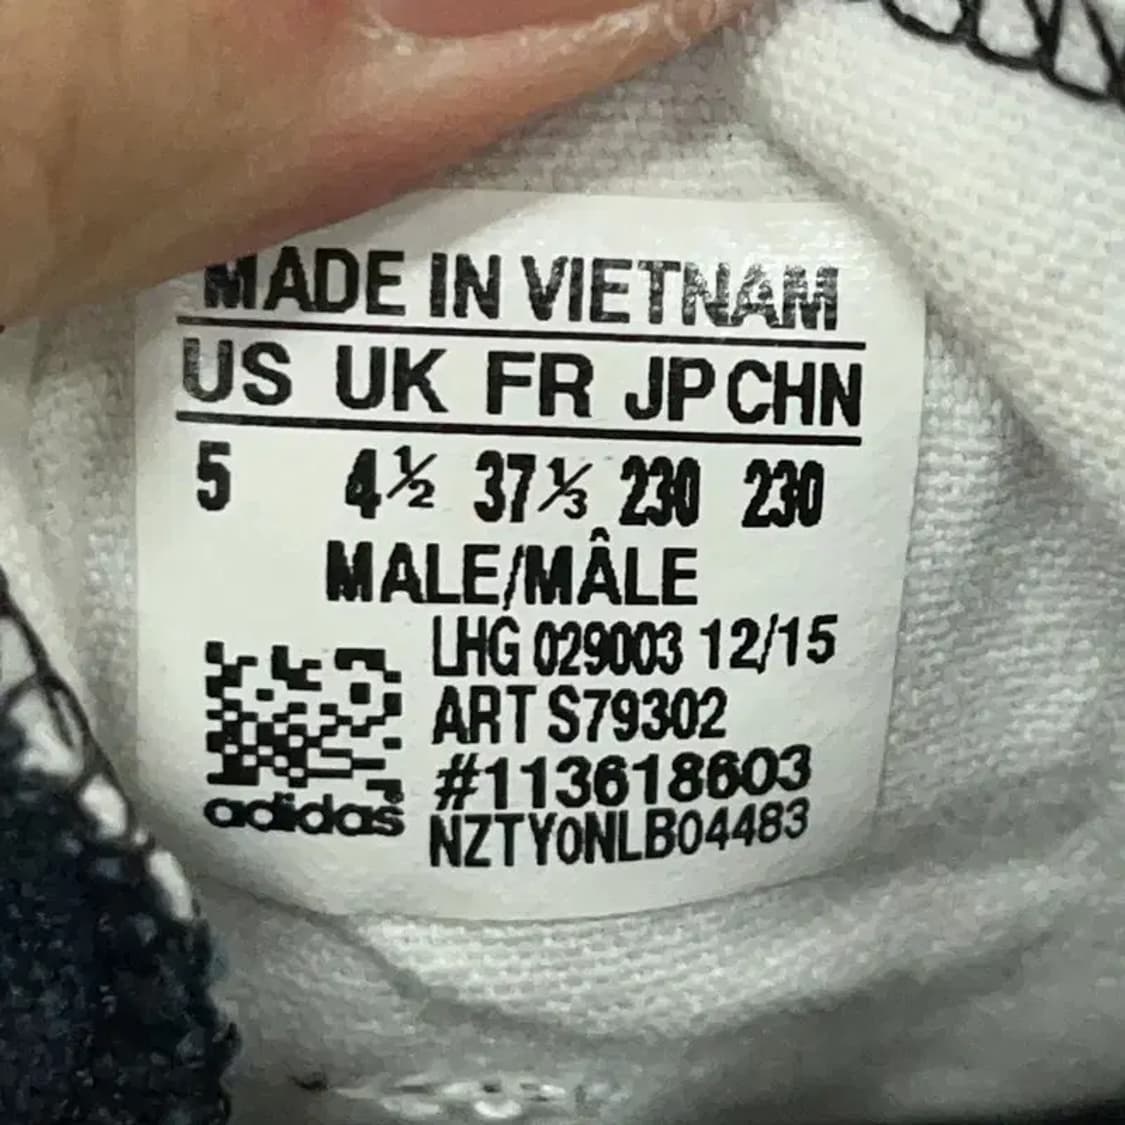 MADE IN VIETNAM
US UK FR JP CHN
5 4½ 37⅓ 230 230
MALE/MÂLE
LHG 029003 12/15
ART S79302
#113618603
NZTY0NLB04483
adidas